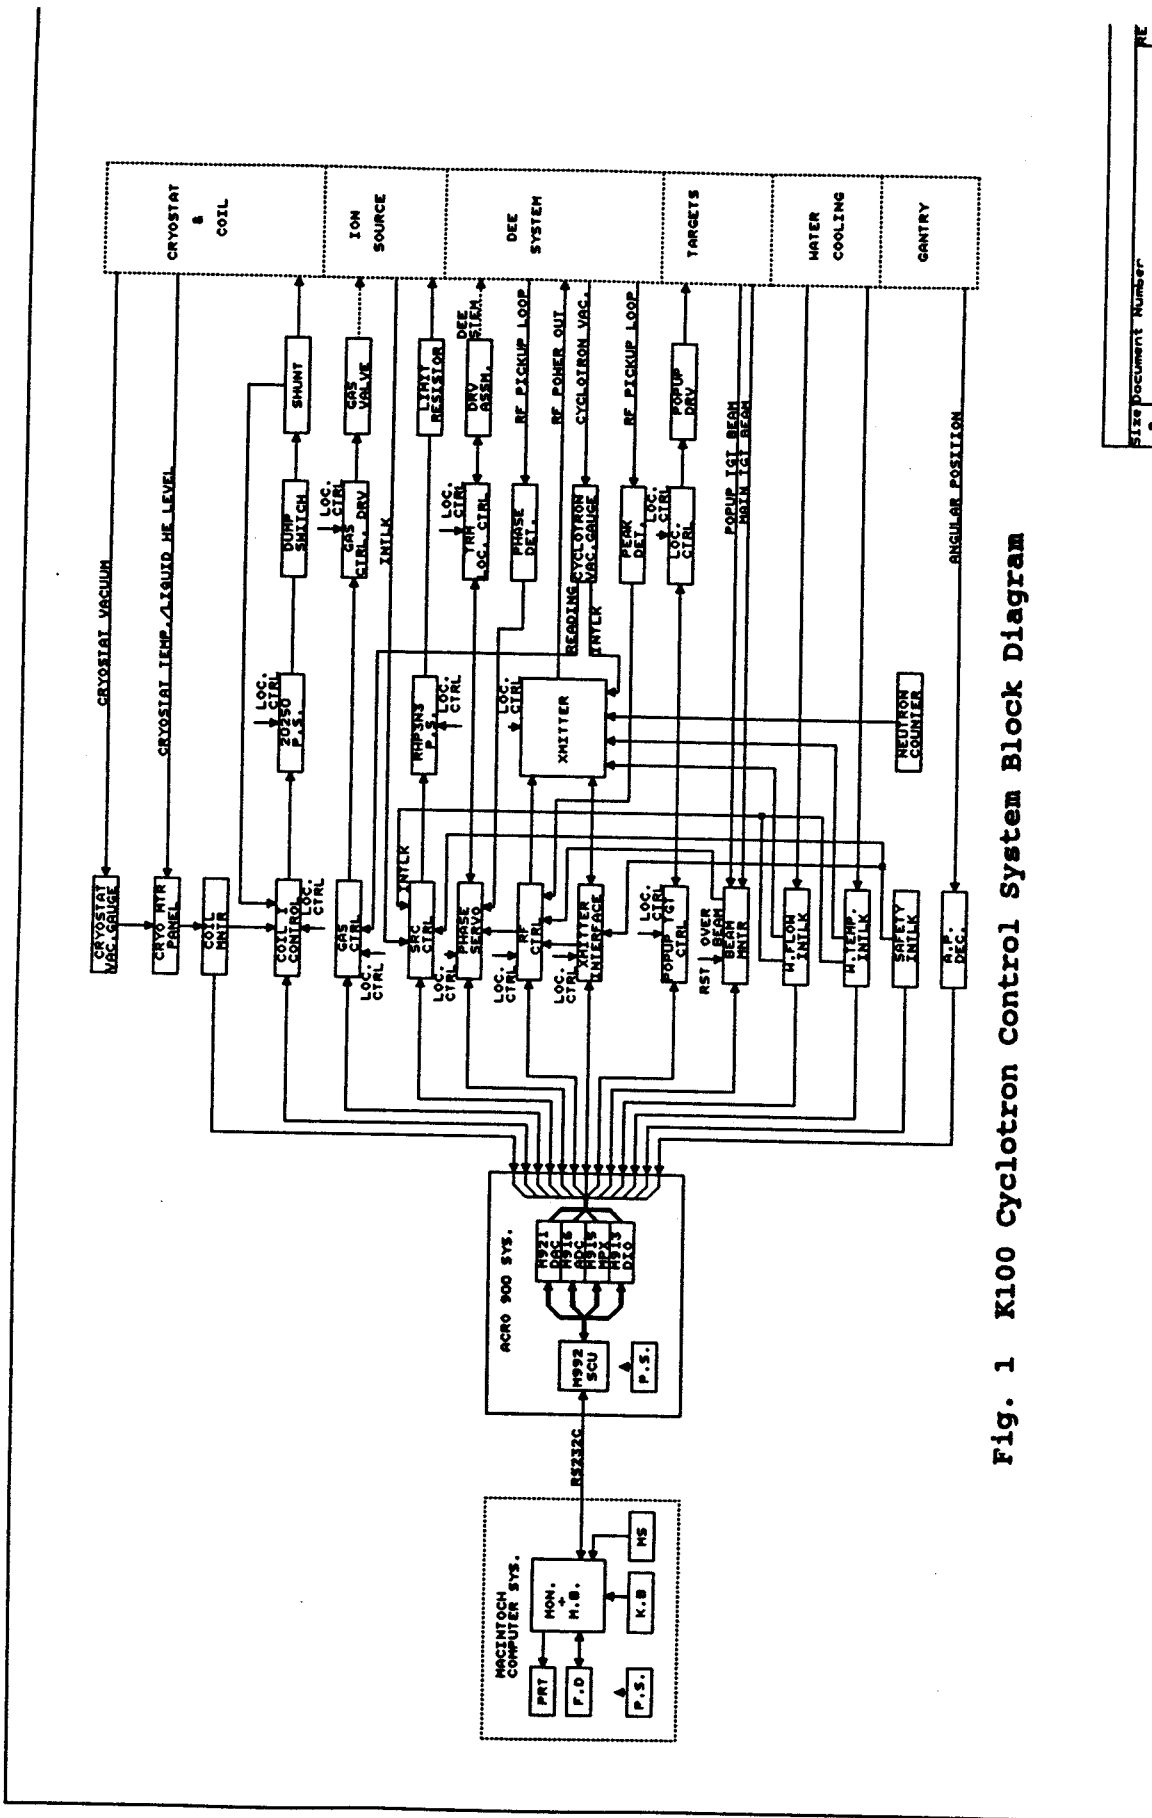 CRYOSTAT
&
COIL
ION
SOURCE
DEE
SYSTEM
TARGETS
WATER
COOLING
GANTRY
CRYOSTAT VACUUM
CRYOSTAT TEMP./LIQUID HE LEVEL
SHUNT
DUMP
SWITCH
LOC.
CTRL
20250
P.S.
GAS
VALVE
LOC.
CTRL
GAS
CTRL. DRV
INTLK
LIMIT
RESISTOR
LOC.
CTRL
P.S.
DEE
STEM
DRV
ASSM.
LOC.
CTRL
TRM
LOC. CTRL
RF PICKUP LOOP
PHASE
DET.
RF POWER OUT
LOC.
CTRL
XMITTER
CYCLOTRON VAC.
CYCLOTRON
VAC.GAUGE
READING
INTLK
RF PICKUP LOOP
PEAK
DET.
POPUP
DRV
LOC.
CTRL
LOC.
CTRL
POPUP TGT BEAM
MAIN TGT BEAM
ANGULAR POSITION
NEUTRON
COUNTER
CRYOSTAT
VAC.GAUGE
CRYO MTR
PANEL
COIL
MNTR
COIL I
CONTROL
LOC.
CTRL
GAS
CTRL
LOC.
CTRL
INTLK
SRC
CTRL
LOC.
CTRL
PHASE
SERVO
LOC.
CTRL
RF
CTRL
LOC.
CTRL
XMITTER
INTERFACE
LOC.
CTRL
POPUP TGT
CTRL
RST
OVER
BEAM
BEAM
MNTR
W.FLOW
INTLK
W.TEMP.
INTLK
SAFETY
INTLK
A.P.
DEC.
ACRO 900 SYS.
M921
DAC
M916
ADC
M915
MPX
M913
DIO
M992
SCU
P.S.
RS232C
MACINTOCH
COMPUTER SYS.
MON.
+
M.B.
PRT
F.D
P.S.
K.B
MS
Fig. 1 K100 Cyclotron Control System Block Diagram
Size
Document Number
RE